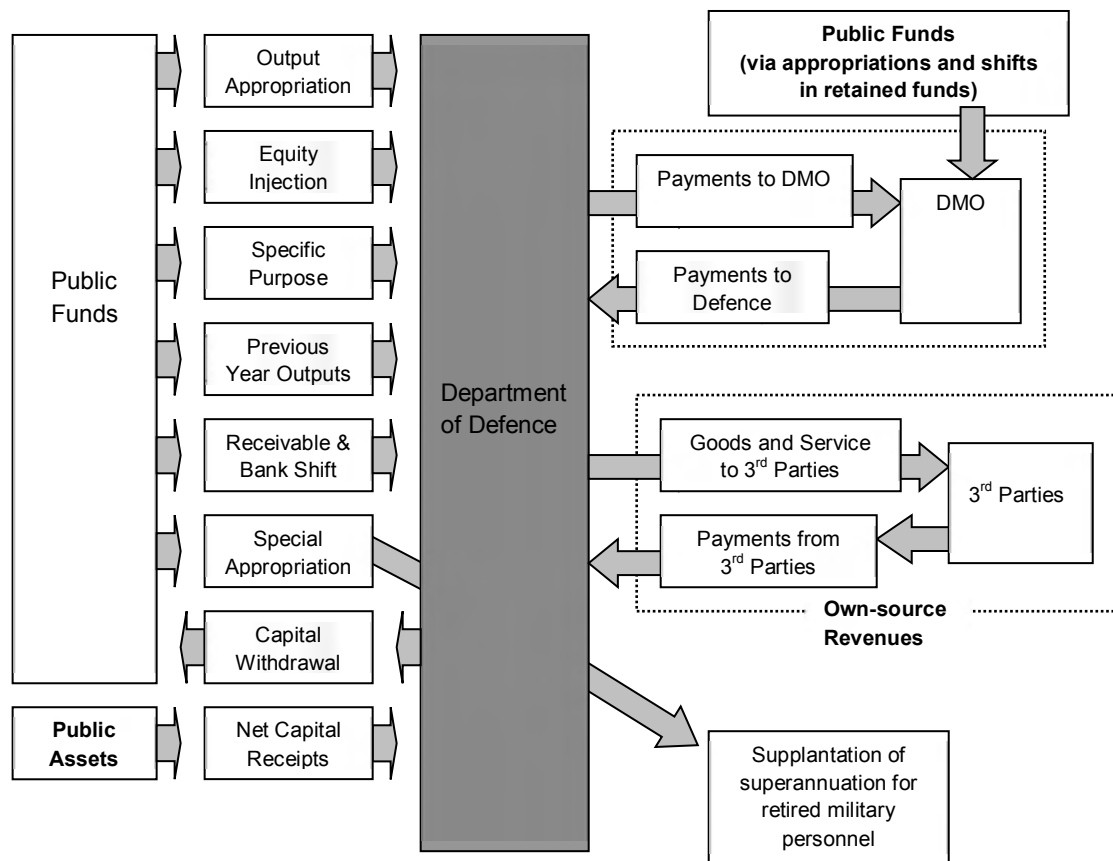 Public
Funds
Public
Assets
Output
Appropriation
Equity
Injection
Specific
Purpose
Previous
Year Outputs
Receivable &
Bank Shift
Special
Appropriation
Capital
Withdrawal
Net Capital
Receipts
Department
of Defence
Public Funds
(via appropriations and shifts
in retained funds)
Payments to DMO
DMO
Payments to
Defence
Goods and Service
to 3rd Parties
3rd Parties
Payments from
3rd Parties
Own-source
Revenues
Supplantation of
superannuation for
retired military
personnel